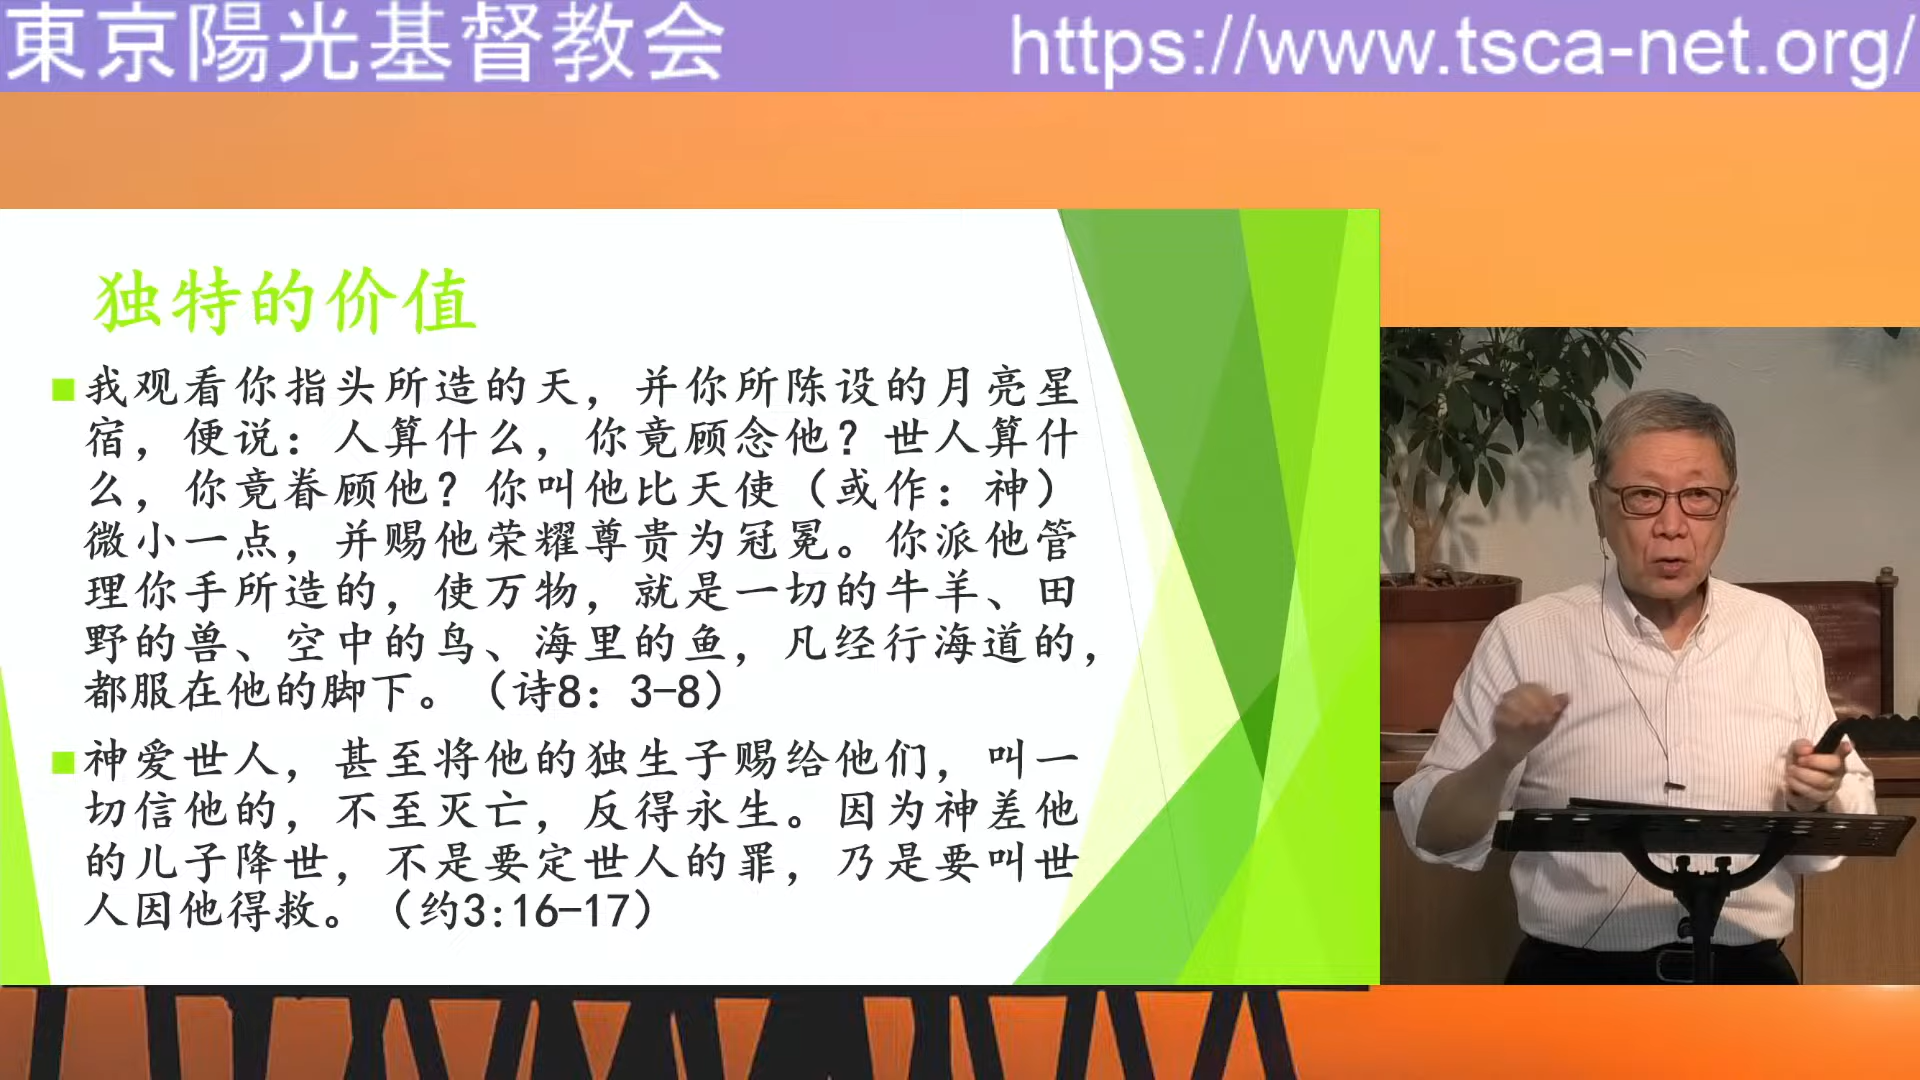 東京陽光基督教会
https://www.tsca-net.org/
独特的价值
我观看你指头所造的天，并你所陈设的月亮星
宿，便说：人算什么，你竟顾念他？世人算什
么，你竟眷顾他？你叫他比天使（或作：神）
微小一点，并赐他荣耀尊贵为冠冕。你派他管
理你手所造的，使万物，就是一切的牛羊、田
野的兽、空中的鸟、海里的鱼，凡经行海道的，
都服在他的脚下。（诗8：3-8）
神爱世人，甚至将他的独生子赐给他们，叫一
切信他的，不至灭亡，反得永生。因为神差他
的儿子降世，不是要定世人的罪，乃是要叫世
人因他得救。（约3:16-17）